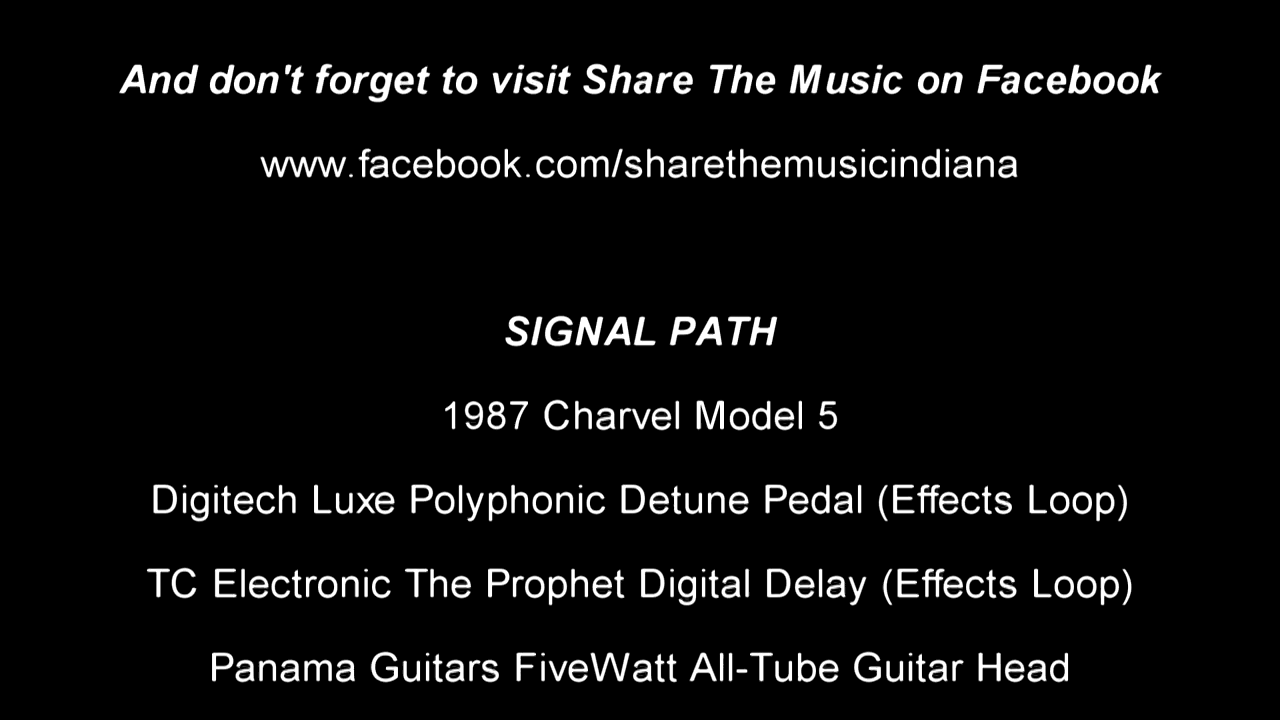 And don't forget to visit Share The Music on Facebook
www.facebook.com/sharethemusicindiana
SIGNAL PATH
1987 Charvel Model 5
Digitech Luxe Polyphonic Detune Pedal (Effects Loop)
TC Electronic The Prophet Digital Delay (Effects Loop)
Panama Guitars FiveWatt All-Tube Guitar Head